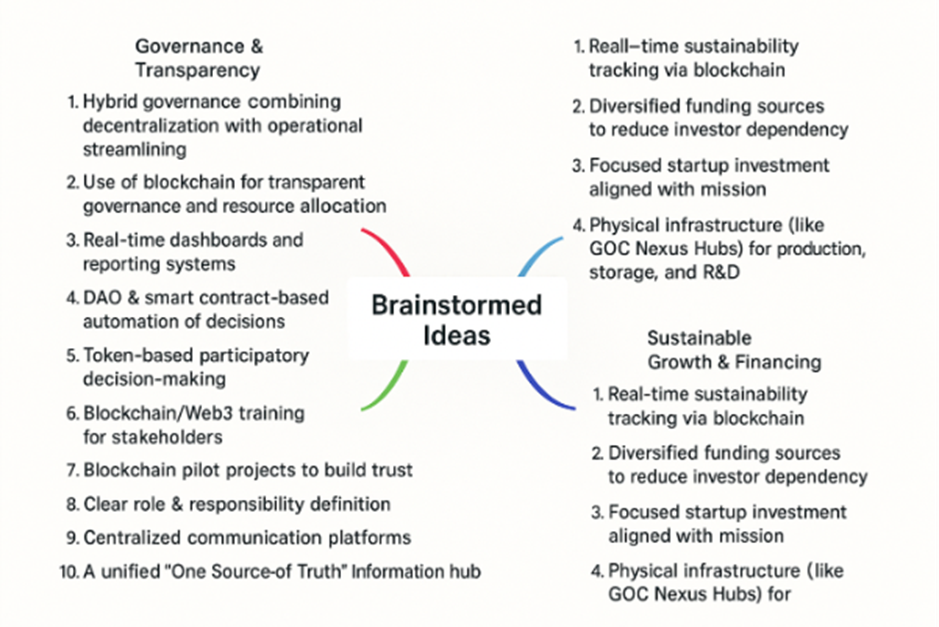 Governance &
Transparency
1. Hybrid governance combining
decentralization with operational
streamlining
2. Use of blockchain for transparent
governance and resource allocation
3. Real-time dashboards and
reporting systems
4. DAO & smart contract-based
automation of decisions
5. Token-based participatory
decision-making
6. Blockchain/Web3 training
for stakeholders
7. Blockchain pilot projects to build trust
8. Clear role & responsibility definition
9. Centralized communication platforms
10. A unified "One Source-of Truth" Information hub
Brainstormed
Ideas
1. Reall–time sustainability
tracking via blockchain
2. Diversified funding sources
to reduce investor dependency
3. Focused startup investment
aligned with mission
4. Physical infrastructure (like
GOC Nexus Hubs) for production,
storage, and R&D
Sustainable
Growth & Financing
1. Real-time sustainability
tracking via blockchain
2. Diversified funding sources
to reduce investor dependency
3. Focused startup investment
aligned with mission
4. Physical infrastructure (like
GOC Nexus Hubs) for